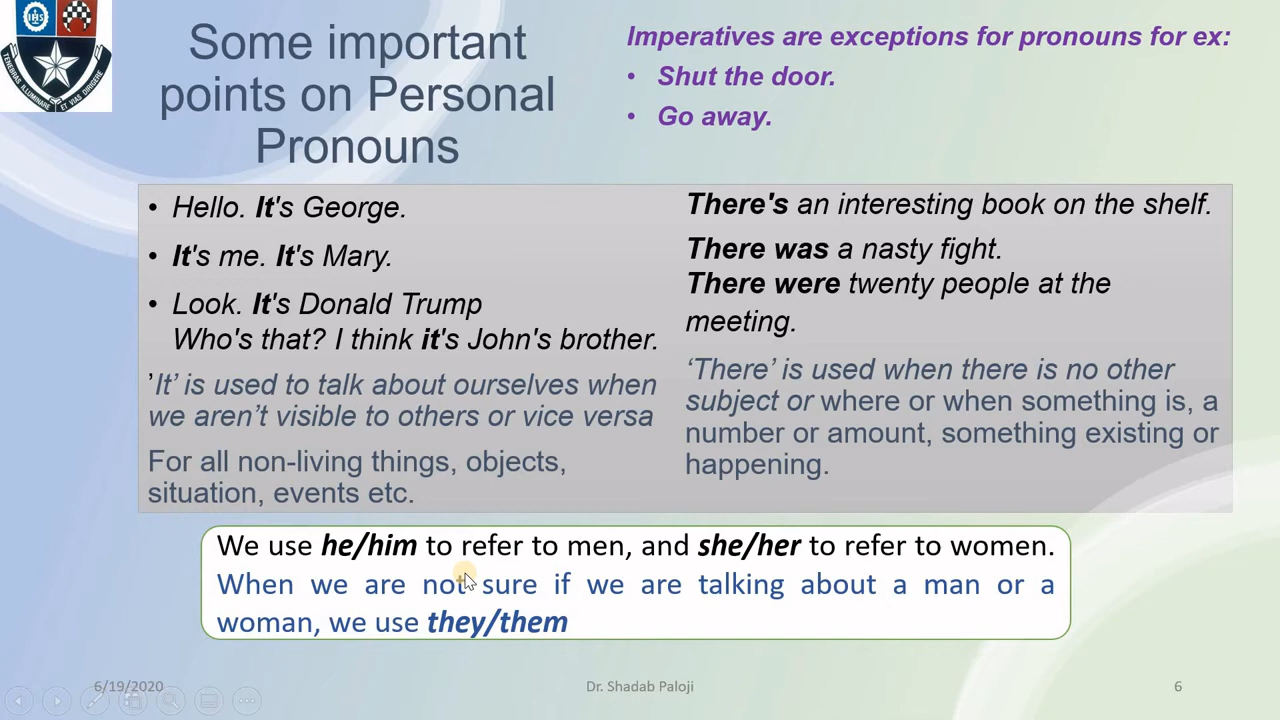 IHS
TENEBRAS ILLUMINARE ET VIAS DIRIGERE
Some important
points on Personal
Pronouns
Imperatives are exceptions for pronouns for ex:
• Shut the door.
• Go away.
• Hello. It's George.
• It's me. It's Mary.
• Look. It's Donald Trump
Who's that? I think it's John's brother.
’It’ is used to talk about ourselves when
we aren’t visible to others or vice versa
For all non-living things, objects,
situation, events etc.
There's an interesting book on the shelf.
There was a nasty fight.
There were twenty people at the
meeting.
‘There’ is used when there is no other
subject or where or when something is, a
number or amount, something existing or
happening.
We use he/him to refer to men, and she/her to refer to women.
When we are not sure if we are talking about a man or a
woman, we use they/them
6/19/2020
Dr. Shadab Paloji
6